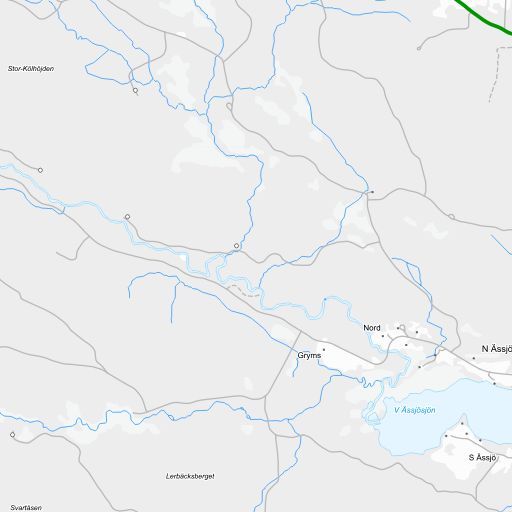 Stor-Kölhöjden
Nord
N Åssjö
Gryms
V Åssjösjön
S Åssjö
Lerbäcksberget
Svartåsen